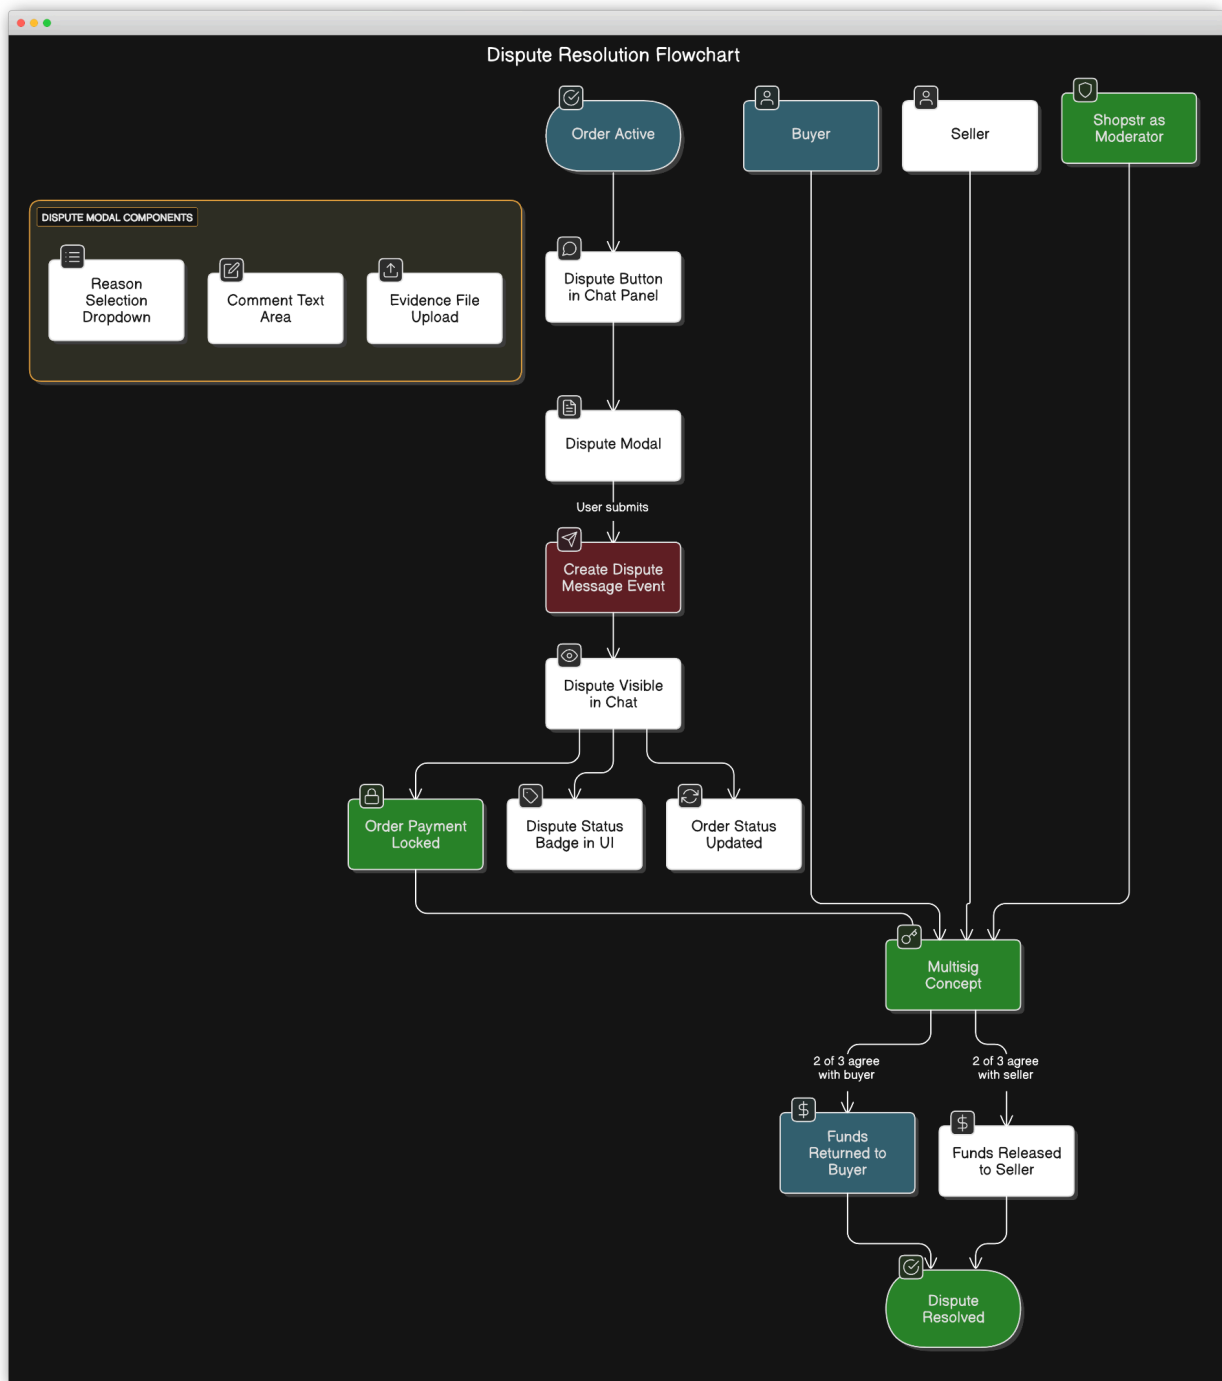 Dispute Resolution Flowchart
Order Active
Buyer
Seller
Shopstr as
Moderator
DISPUTE MODAL COMPONENTS
Reason
Selection
Dropdown
Comment Text
Area
Evidence File
Upload
Dispute Button
in Chat Panel
Dispute Modal
User submits
Create Dispute
Message Event
Dispute Visible
in Chat
Order Payment
Locked
Dispute Status
Badge in UI
Order Status
Updated
Multisig
Concept
2 of 3 agree
with buyer
2 of 3 agree
with seller
Funds
Returned to
Buyer
Funds Released
to Seller
Dispute
Resolved